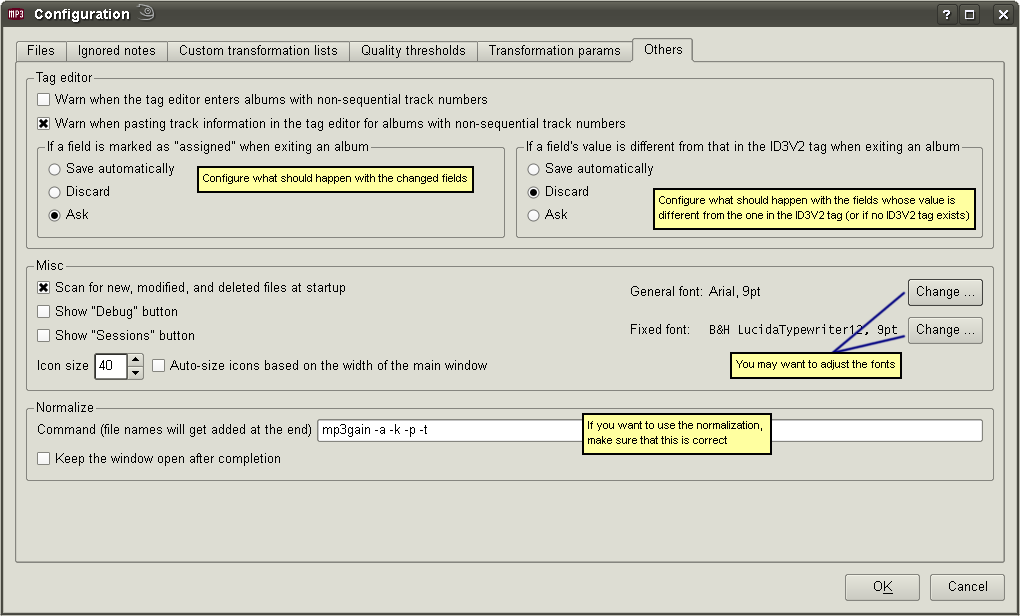 MP3 Configuration
Files Ignored notes Custom transformation lists Quality thresholds Transformation params Others
Tag editor
Warn when the tag editor enters albums with non-sequential track numbers
Warn when pasting track information in the tag editor for albums with non-sequential track numbers
If a field is marked as "assigned" when exiting an album
Save automatically
Discard
Ask
Configure what should happen with the changed fields
If a field's value is different from that in the ID3V2 tag when exiting an album
Save automatically
Discard
Ask
Configure what should happen with the fields whose value is
different from the one in the ID3V2 tag (or if no ID3V2 tag exists)
Misc
Scan for new, modified, and deleted files at startup
Show "Debug" button
Show "Sessions" button
Icon size 40 Auto-size icons based on the width of the main window
General font: Arial, 9pt Change ...
Fixed font: B&H LucidaTypewriter12, 9pt Change ...
You may want to adjust the fonts
Normalize
Command (file names will get added at the end) mp3gain -a -k -p -t
If you want to use the normalization,
make sure that this is correct
Keep the window open after completion
OK Cancel